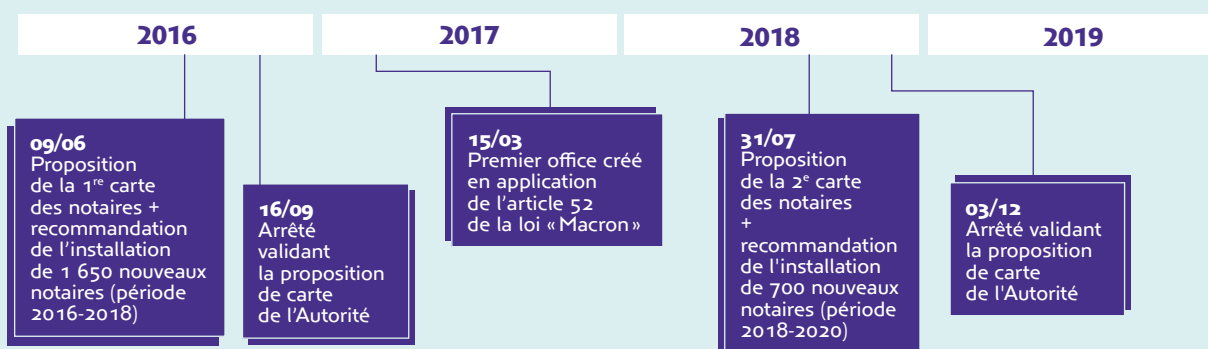 2016
2017
2018
2019
09/06
Proposition
de la 1re carte
des notaires +
recommandation
de l'installation
de 1 650 nouveaux
notaires (période
2016-2018)
16/09
Arrêté
validant
la proposition
de carte
de l'Autorité
15/03
Premier office créé
en application
de l'article 52
de la loi « Macron »
31/07
Proposition
de la 2e carte
des notaires
+
recommandation
de l'installation
de 700 nouveaux
notaires (période
2018-2020)
03/12
Arrêté validant
la proposition
de carte
de l'Autorité